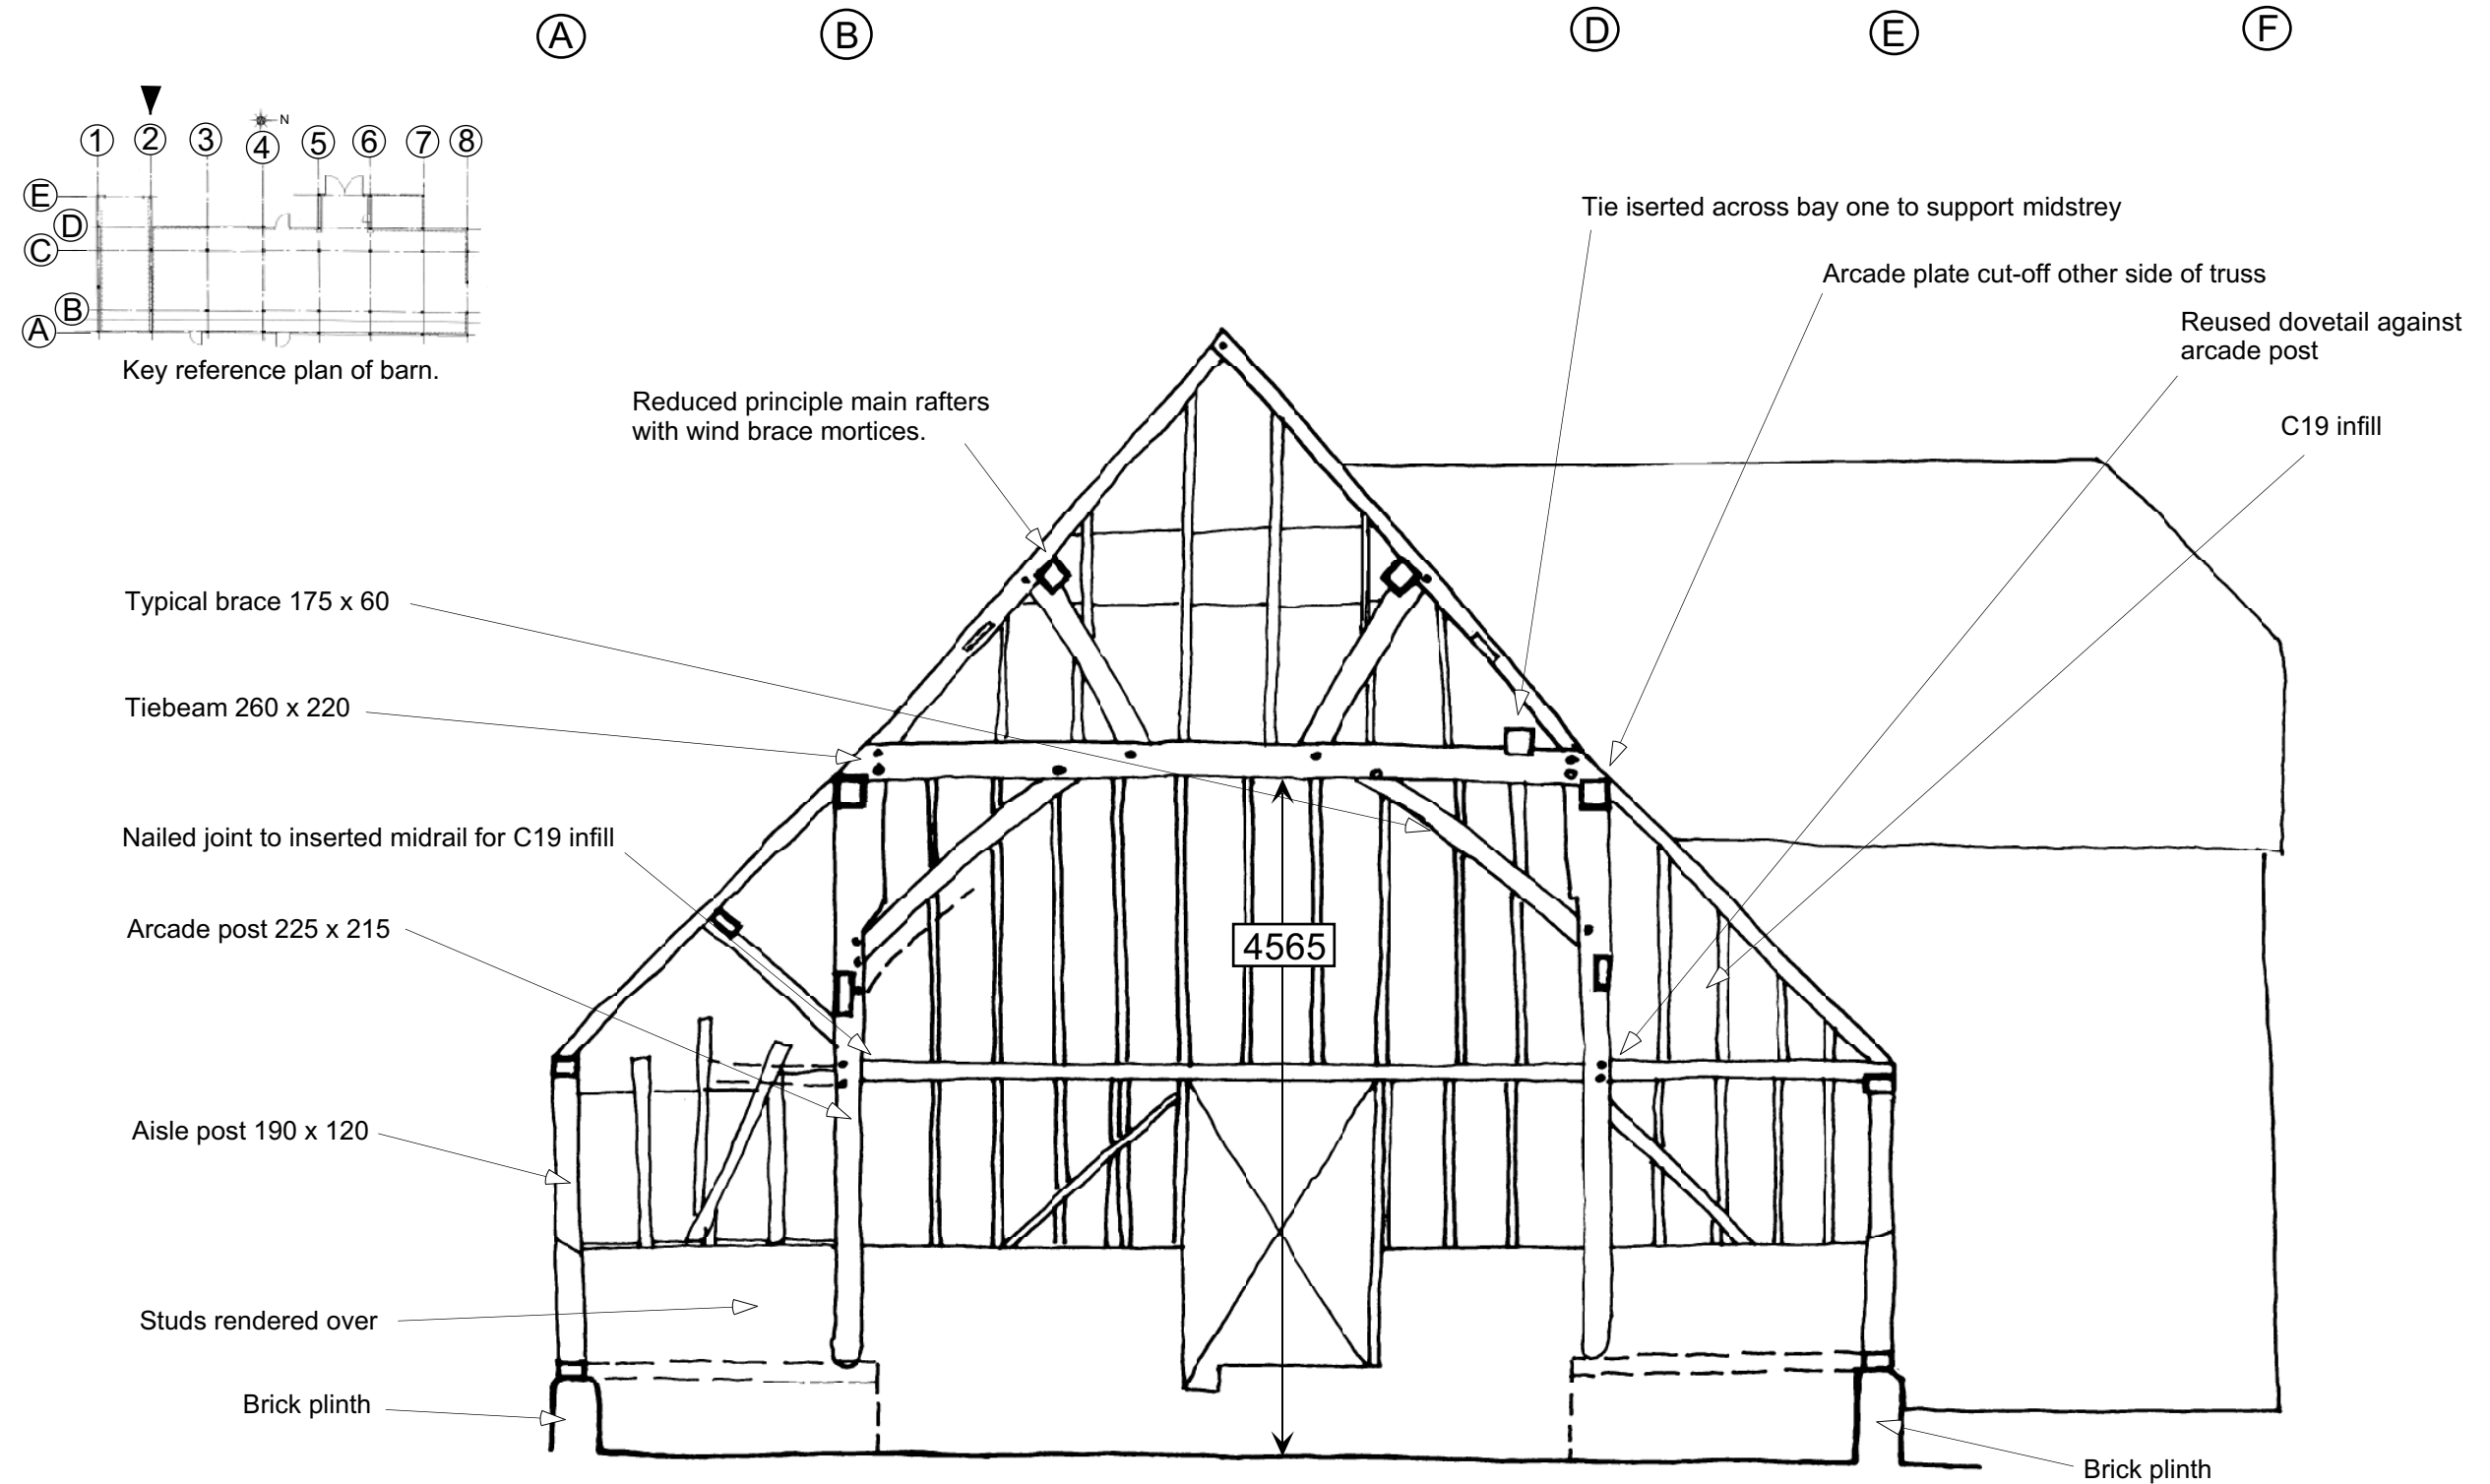 A
B
D
E
F
N
1
2
3
4
5
6
7
8
E
D
C
B
A
Key reference plan of barn.
Tie iserted across bay one to support midstrey
Arcade plate cut-off other side of truss
Reused dovetail against
arcade post
C19 infill
Reduced principle main rafters
with wind brace mortices.
Typical brace 175 x 60
Tiebeam 260 x 220
Nailed joint to inserted midrail for C19 infill
Arcade post 225 x 215
4565
Aisle post 190 x 120
Studs rendered over
Brick plinth
Brick plinth